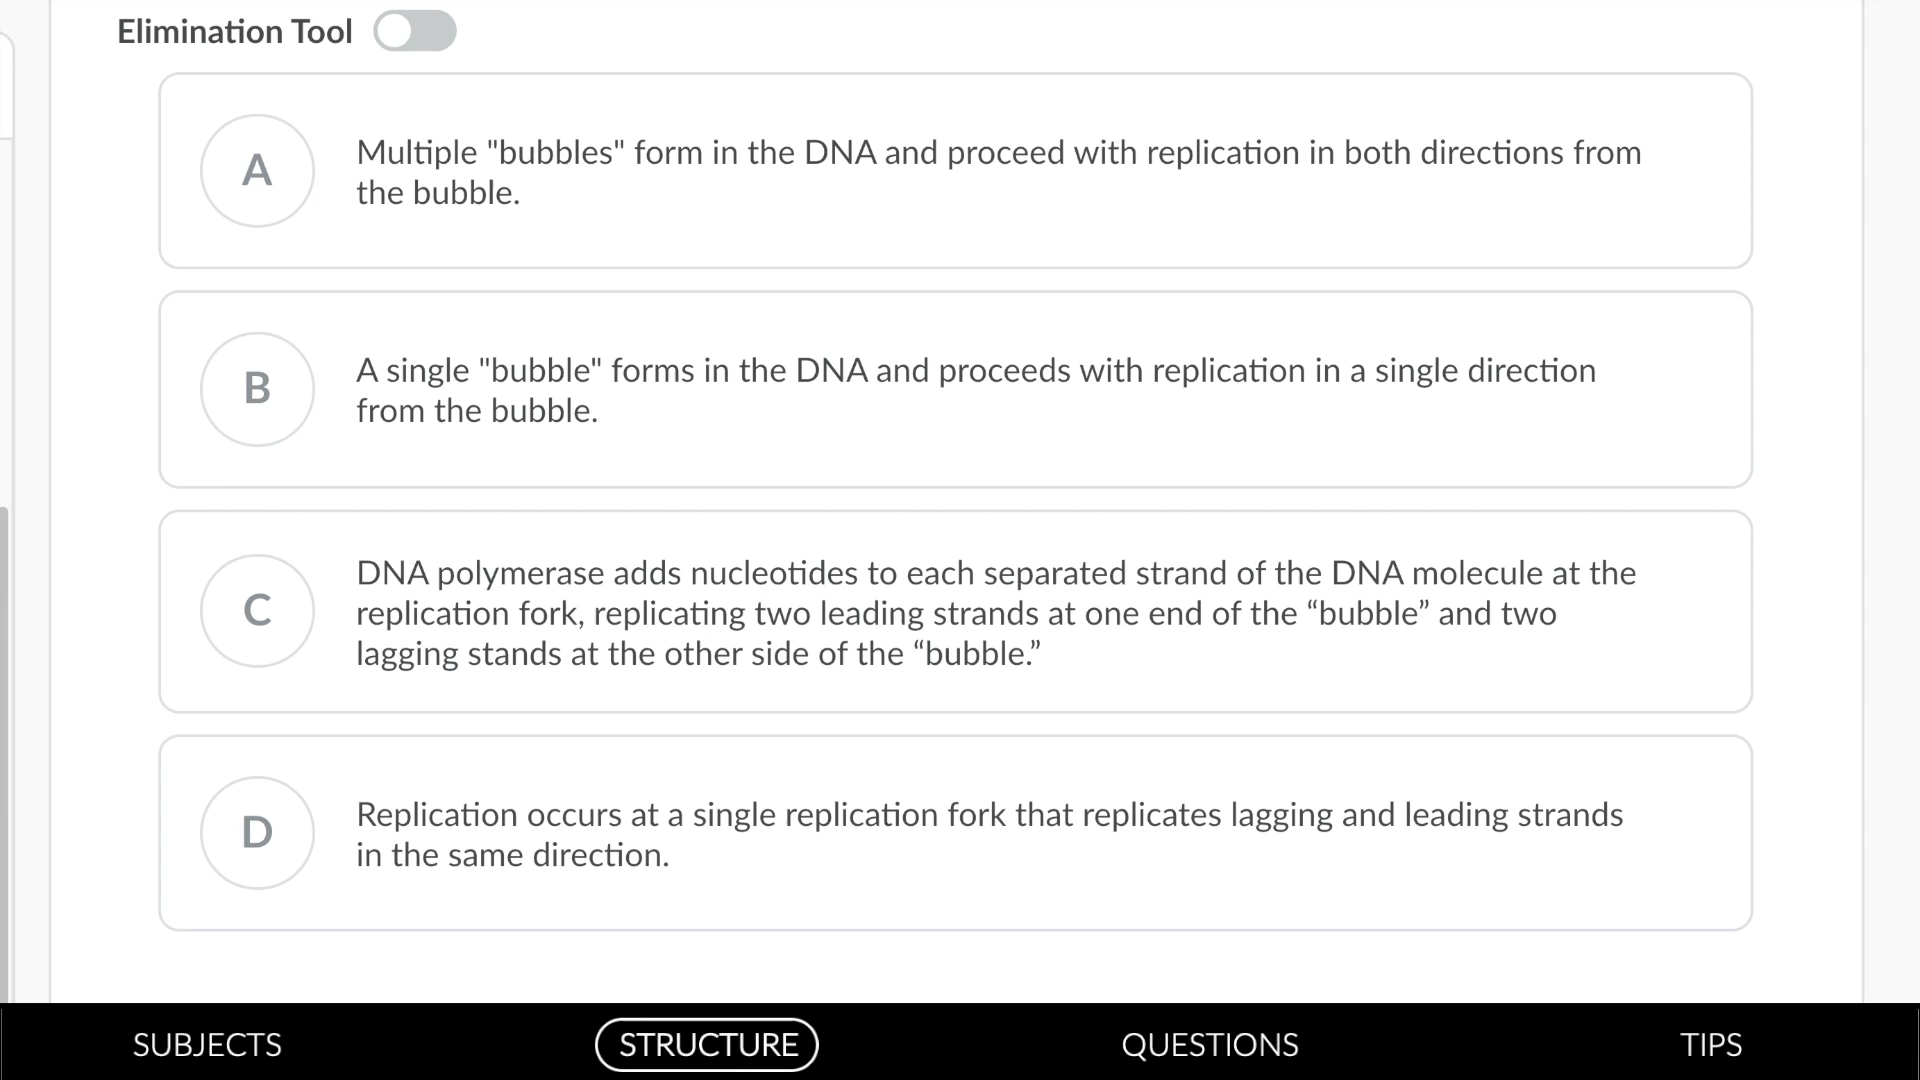 Elimination Tool
A
Multiple "bubbles" form in the DNA and proceed with replication in both directions from
the bubble.
B
A single "bubble" forms in the DNA and proceeds with replication in a single direction
from the bubble.
C
DNA polymerase adds nucleotides to each separated strand of the DNA molecule at the
replication fork, replicating two leading strands at one end of the “bubble” and two
lagging stands at the other side of the “bubble.”
D
Replication occurs at a single replication fork that replicates lagging and leading strands
in the same direction.
SUBJECTS STRUCTURE QUESTIONS TIPS